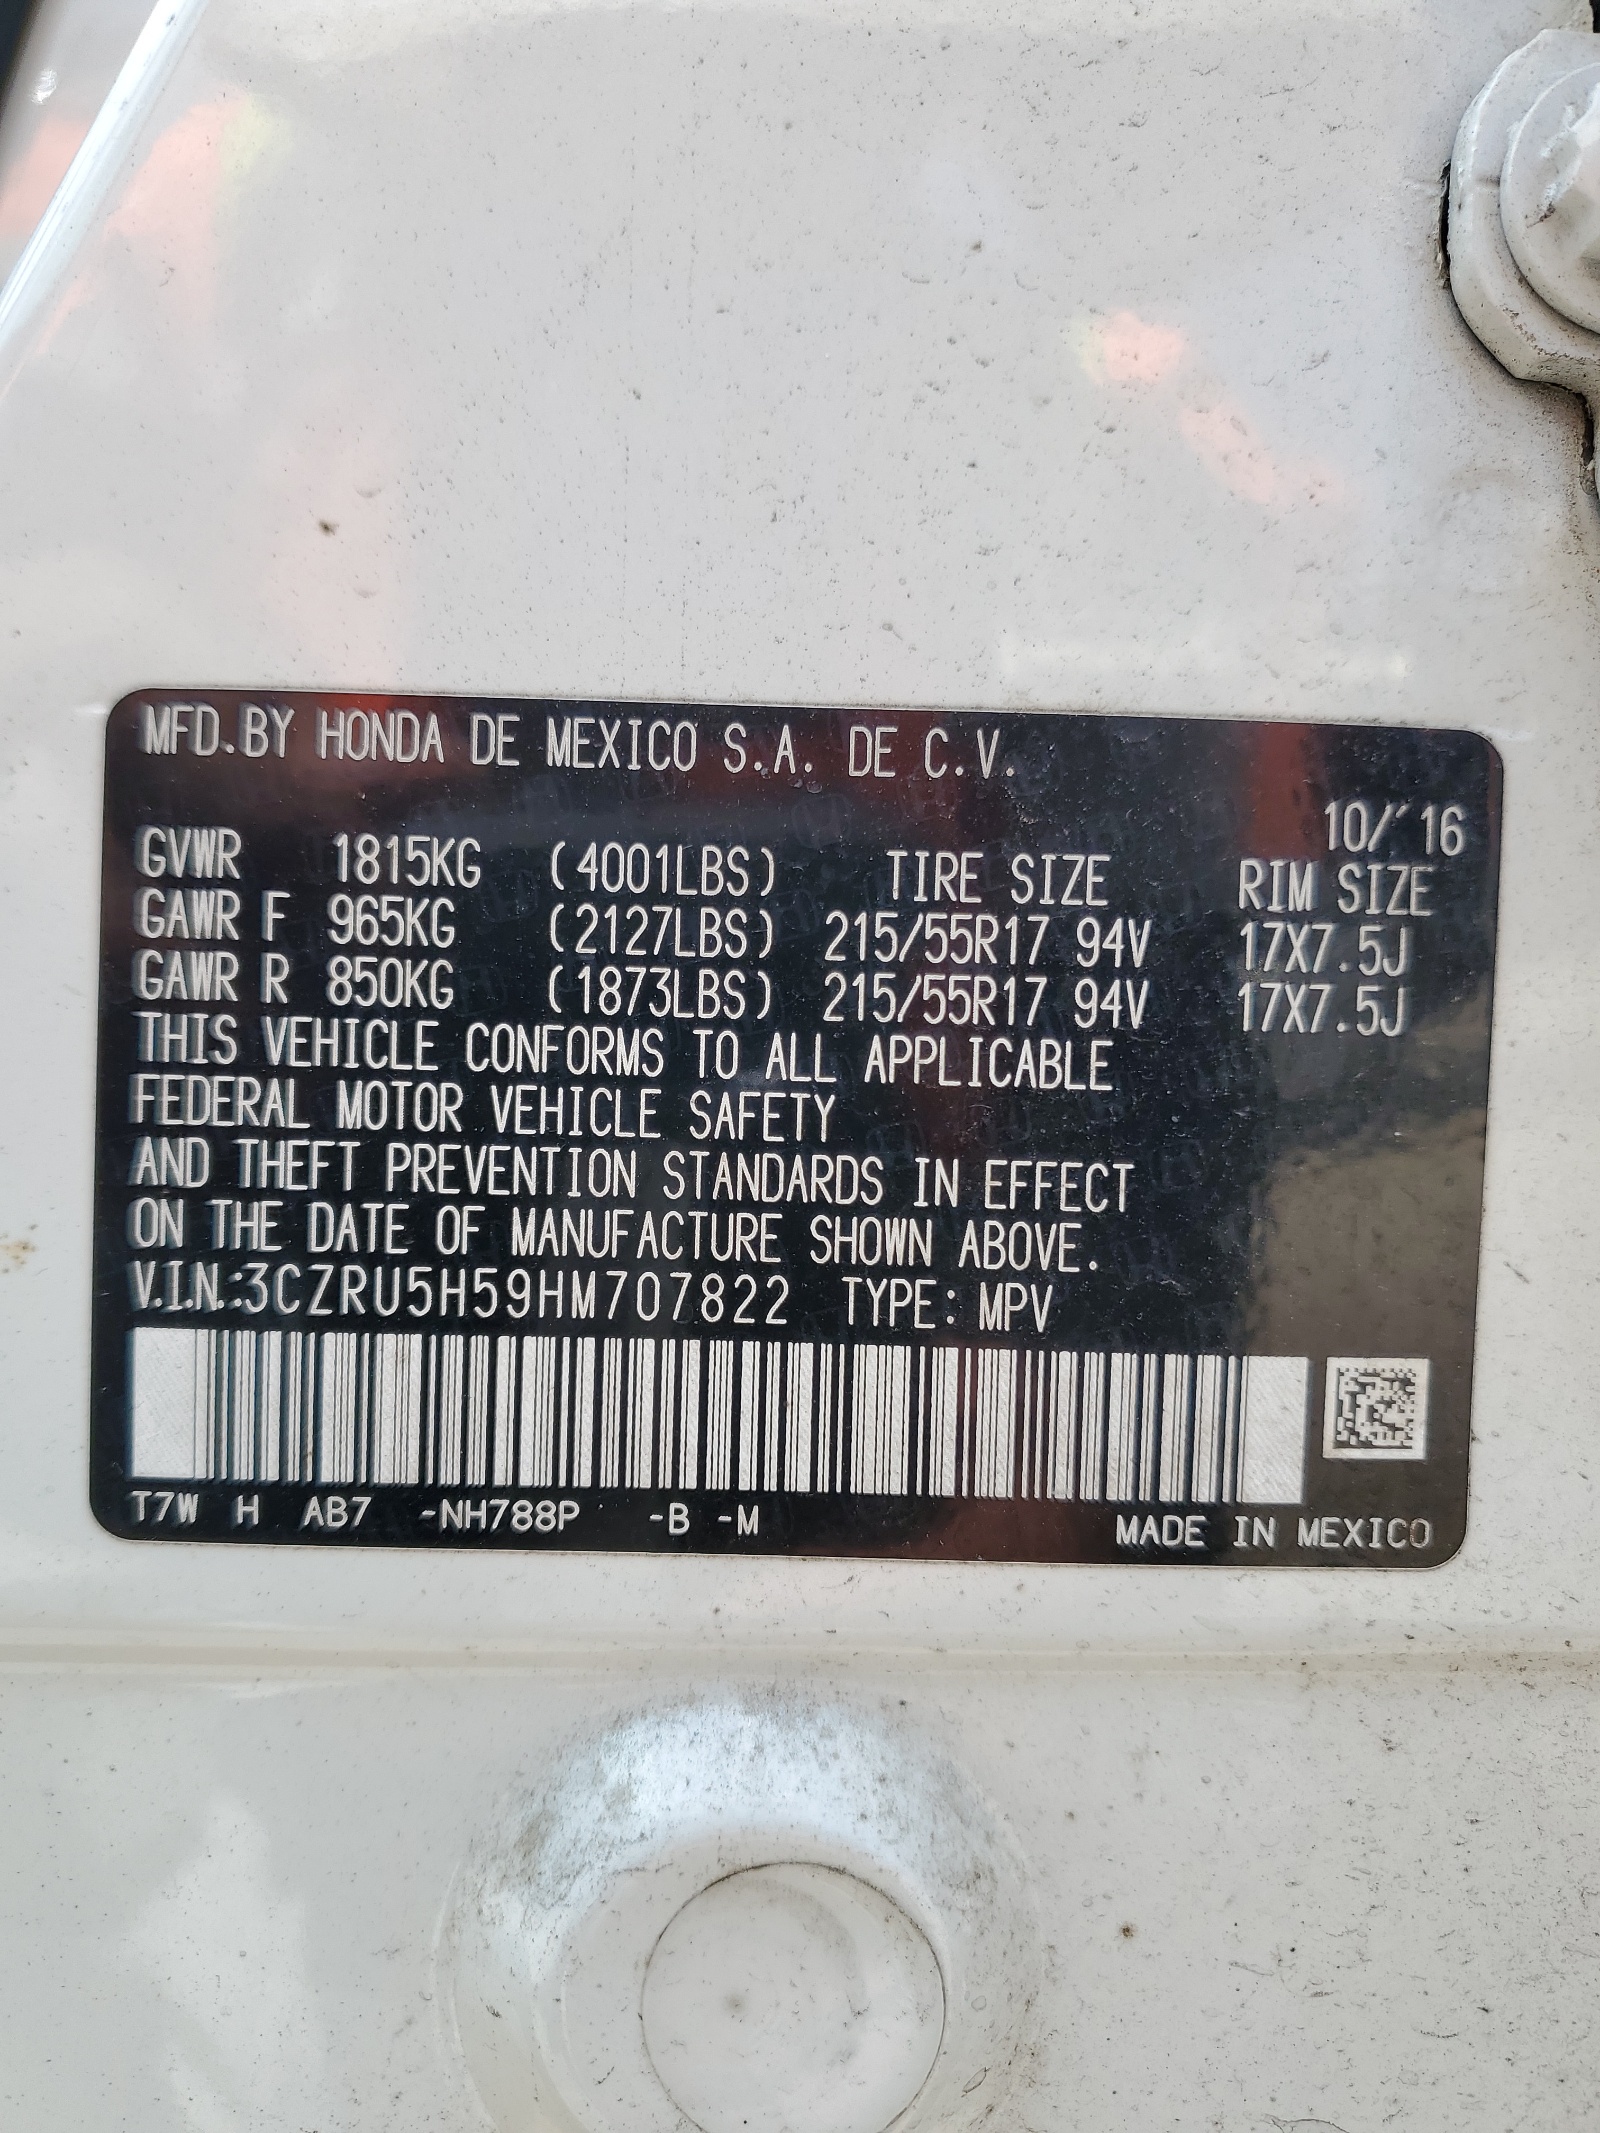 MFD.BY HONDA DE MEXICO S.A. DE C.V.
10/'16
GVWR 1815KG (4001LBS) TIRE SIZE RIM SIZE
GAWR F 965KG (2127LBS) 215/55R17 94V 17X7.5J
GAWR R 850KG (1873LBS) 215/55R17 94V 17X7.5J
THIS VEHICLE CONFORMS TO ALL APPLICABLE
FEDERAL MOTOR VEHICLE SAFETY
AND THEFT PREVENTION STANDARDS IN EFFECT
ON THE DATE OF MANUFACTURE SHOWN ABOVE.
V.I.N.:3CZRU5H59HM707822 TYPE: MPV
T7W H AB7 -NH788P -B -M MADE IN MEXICO